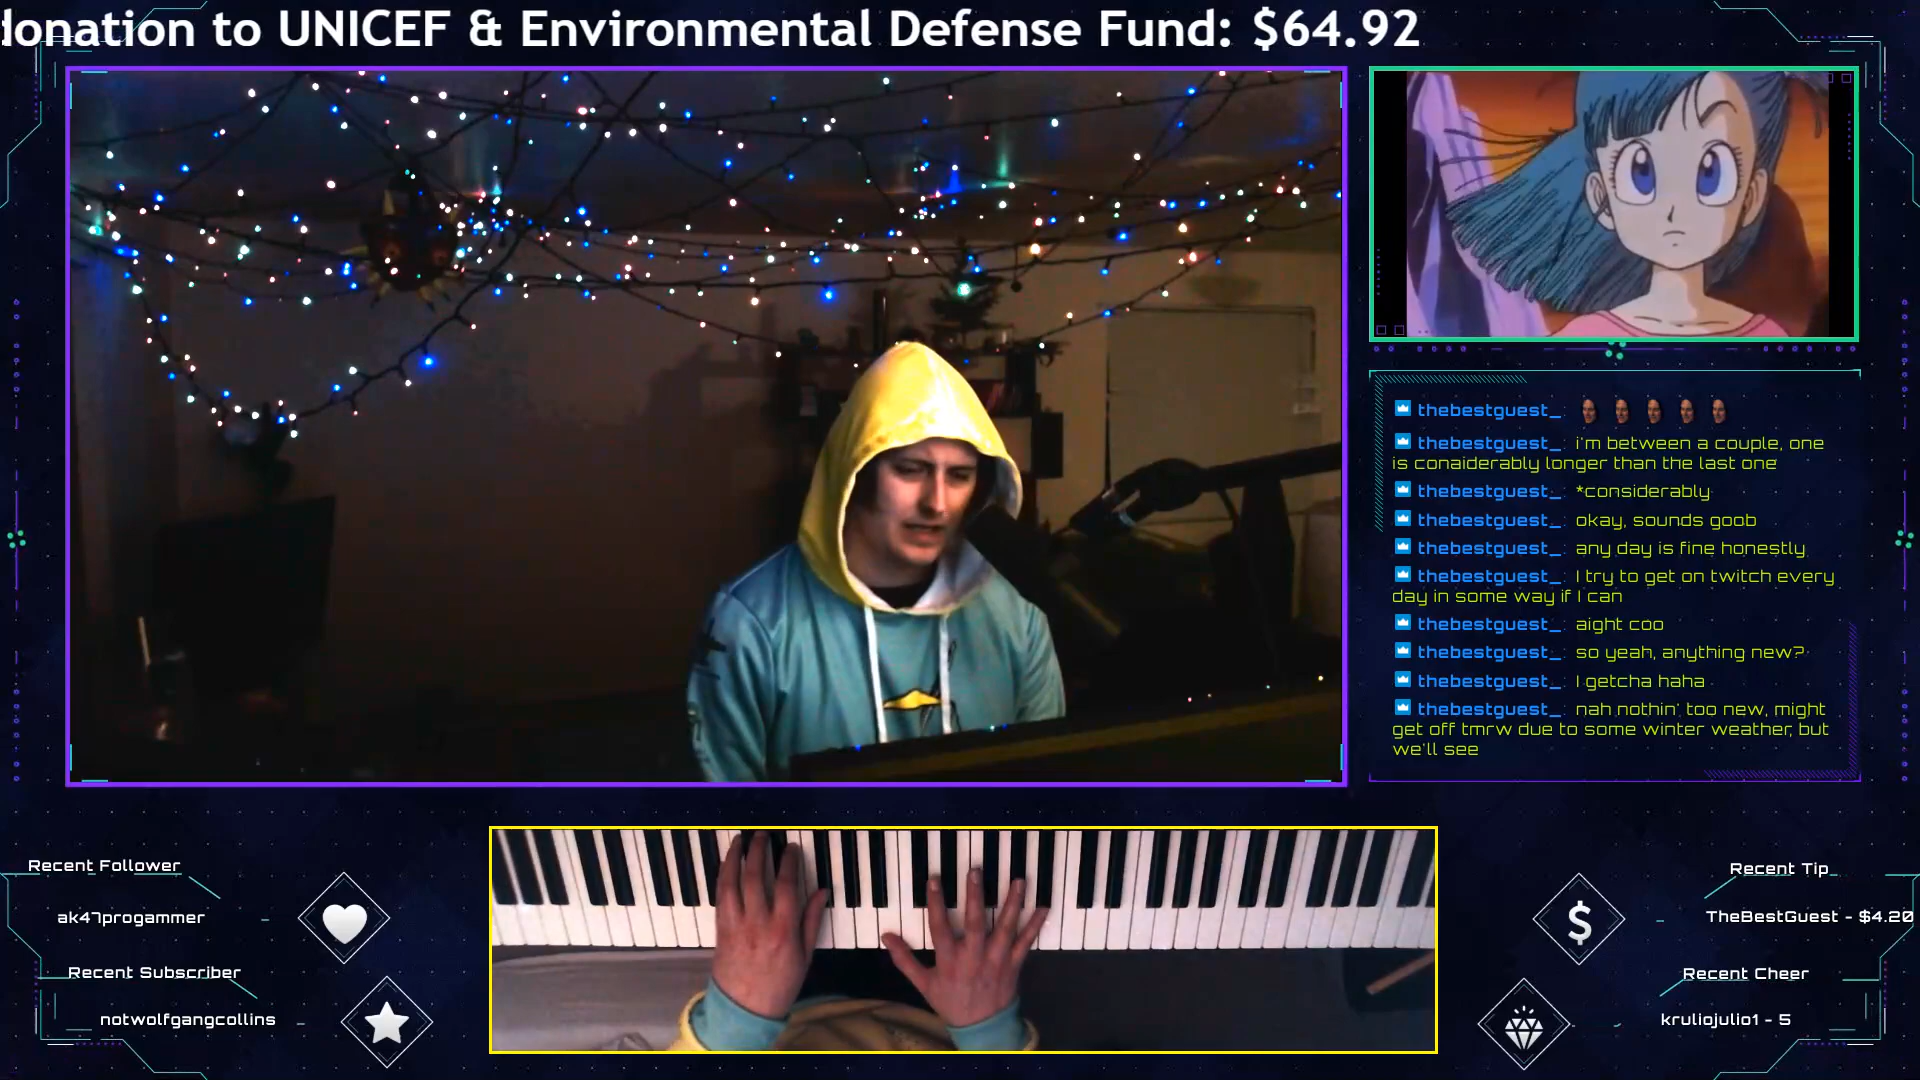 donation to UNICEF & Environmental Defense Fund: $64.92
thebestguest_:
thebestguest_: i'm between a couple, one
is conaiderably longer than the last one
thebestguest_: *considerably
thebestguest_: okay, sounds goob
thebestguest_: any day is fine honestly
thebestguest_: I try to get on twitch every
day in some way if I can
thebestguest_: aight coo
thebestguest_: so yeah, anything new?
thebestguest_: I getcha haha
thebestguest_: nah nothin' too new, might
get off tmrw due to some winter weather, but
we'll see
Recent Follower
ak47progammer
Recent Subscriber
notwolfgangcollins
Recent Tip
TheBestGuest - $4.20
Recent Cheer
kruliojulio1 - 5